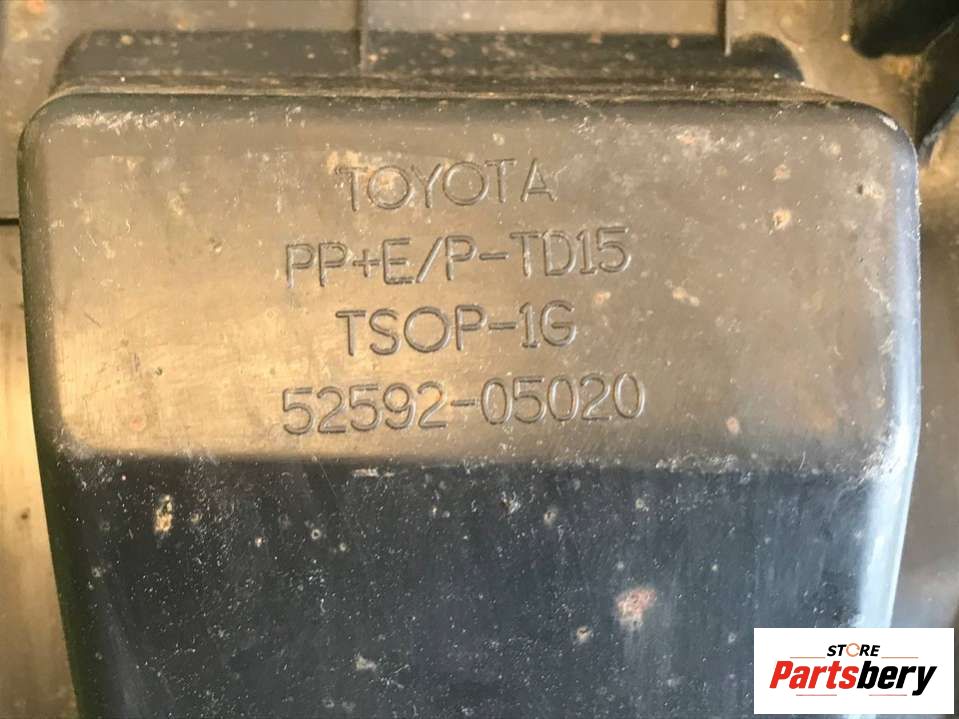 TOYOTA
PP+E/P-TD15
TSOP-1G
52592-05020
STORE
Partsbery